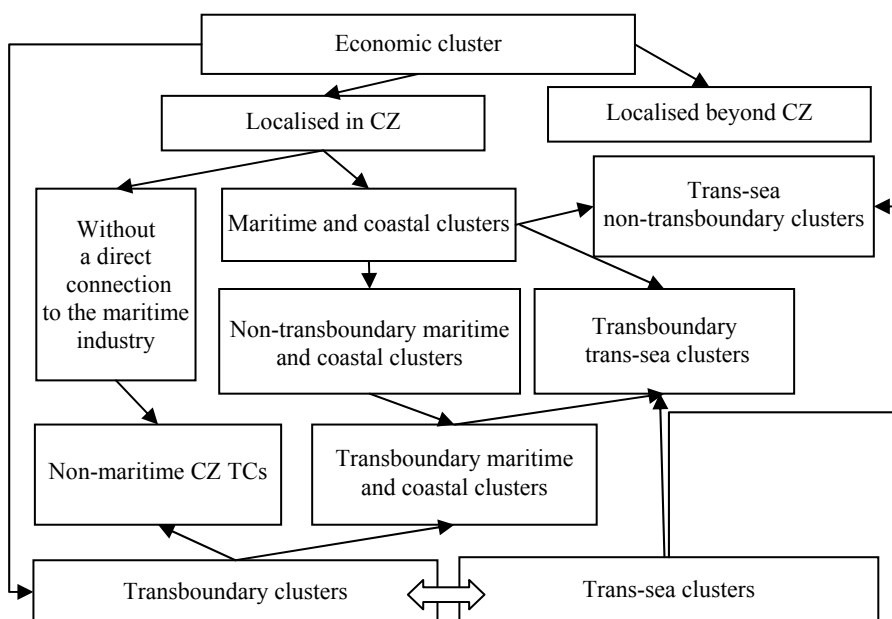 Economic cluster
Localised in CZ
Localised beyond CZ
Without
a direct
connection
to the maritime
industry
Maritime and coastal clusters
Trans-sea
non-transboundary clusters
Non-transboundary maritime
and coastal clusters
Transboundary
trans-sea clusters
Non-maritime CZ TCs
Transboundary maritime
and coastal clusters
Transboundary clusters
Trans-sea clusters